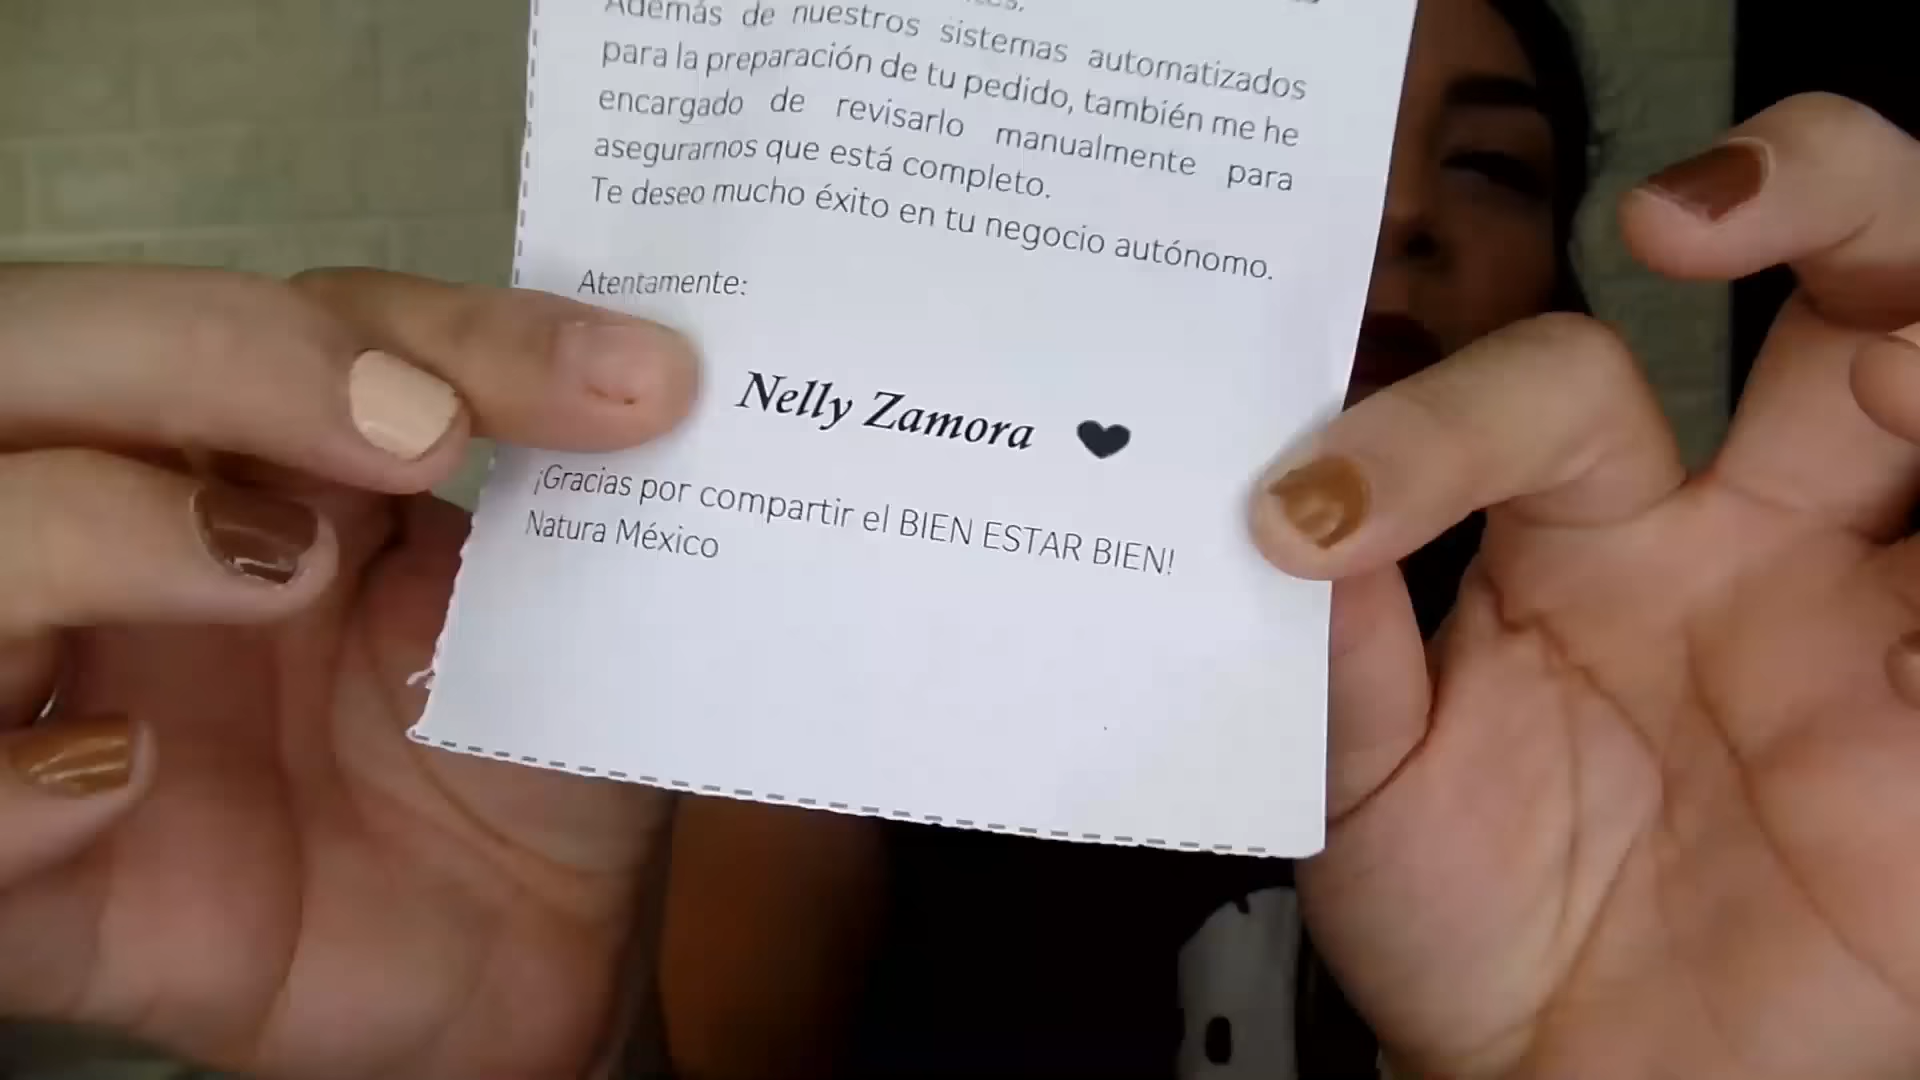 Además de nuestros sistemas automatizados
para la preparación de tu pedido, también me he
encargado de revisarlo manualmente para
asegurarnos que está completo.
Te deseo mucho éxito en tu negocio autónomo.
Atentamente:
Nelly Zamora
¡Gracias por compartir el BIEN ESTAR BIEN!
Natura México